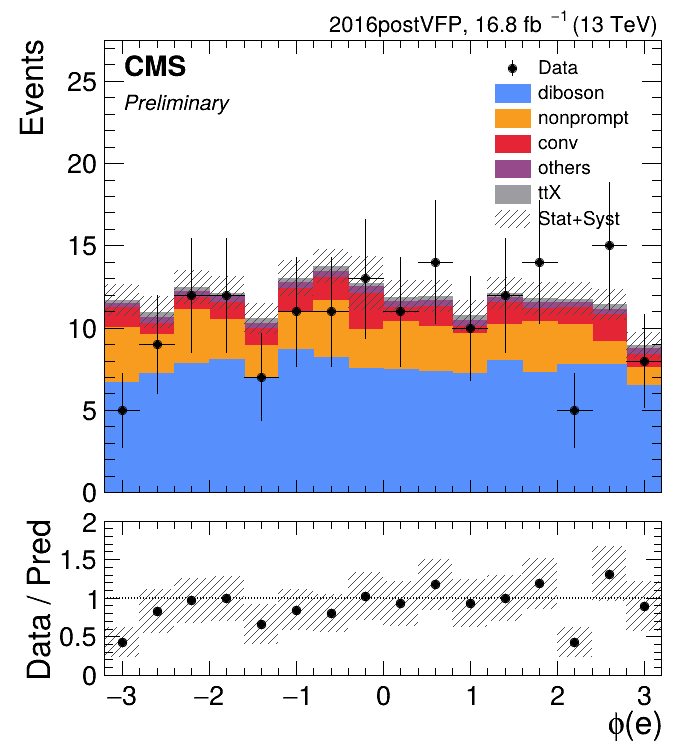 2016postVFP, 16.8 fb ⁻¹ (13 TeV)
CMS
Preliminary
Events
25
20
15
10
5
0
Data
diboson
nonprompt
conv
others
ttX
Stat+Syst
Data / Pred
2
1.5
1
0.5
0
−3 −2 −1 0 1 2 3
ϕ(e)